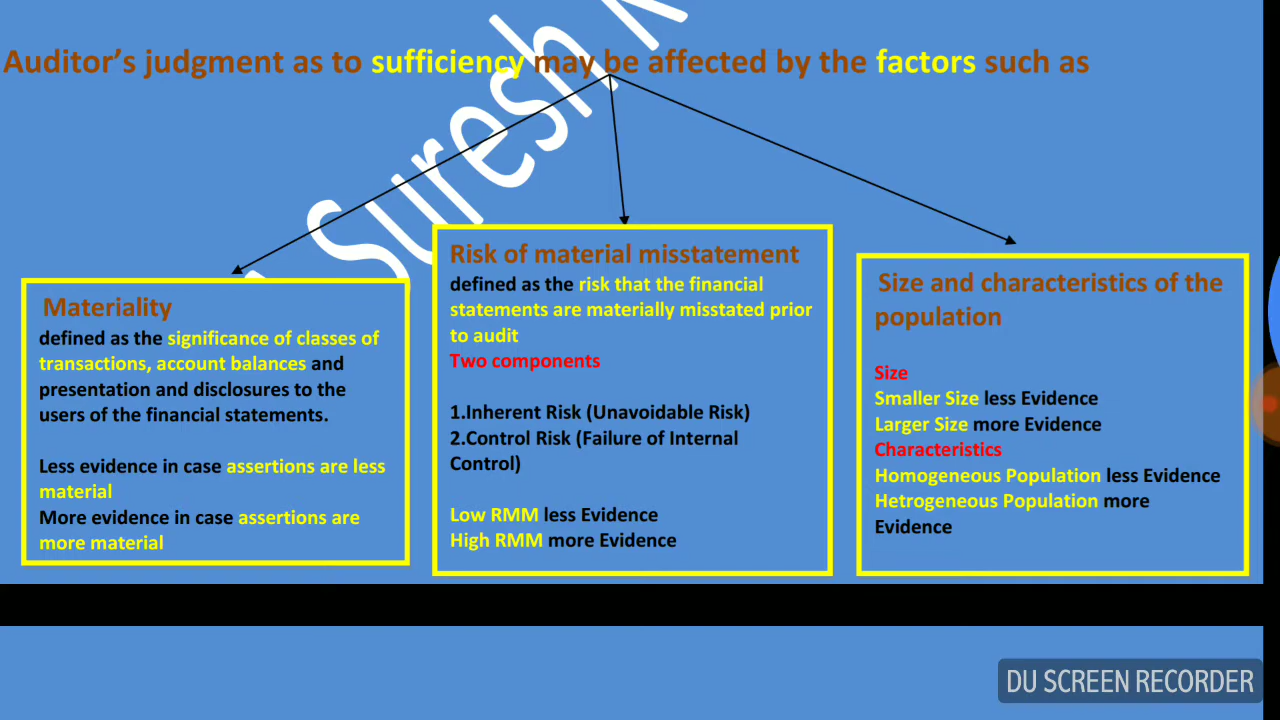 Auditor's judgment as to sufficiency may be affected by the factors such as
Suresh
Materiality
defined as the significance of classes of
transactions, account balances and
presentation and disclosures to the
users of the financial statements.
Less evidence in case assertions are less
material
More evidence in case assertions are
more material
Risk of material misstatement
defined as the risk that the financial
statements are materially misstated prior
to audit
Two components
1.Inherent Risk (Unavoidable Risk)
2.Control Risk (Failure of Internal
Control)
Low RMM less Evidence
High RMM more Evidence
Size and characteristics of the
population
Size
Smaller Size less Evidence
Larger Size more Evidence
Characteristics
Homogeneous Population less Evidence
Hetrogeneous Population more
Evidence
DU SCREEN RECORDER